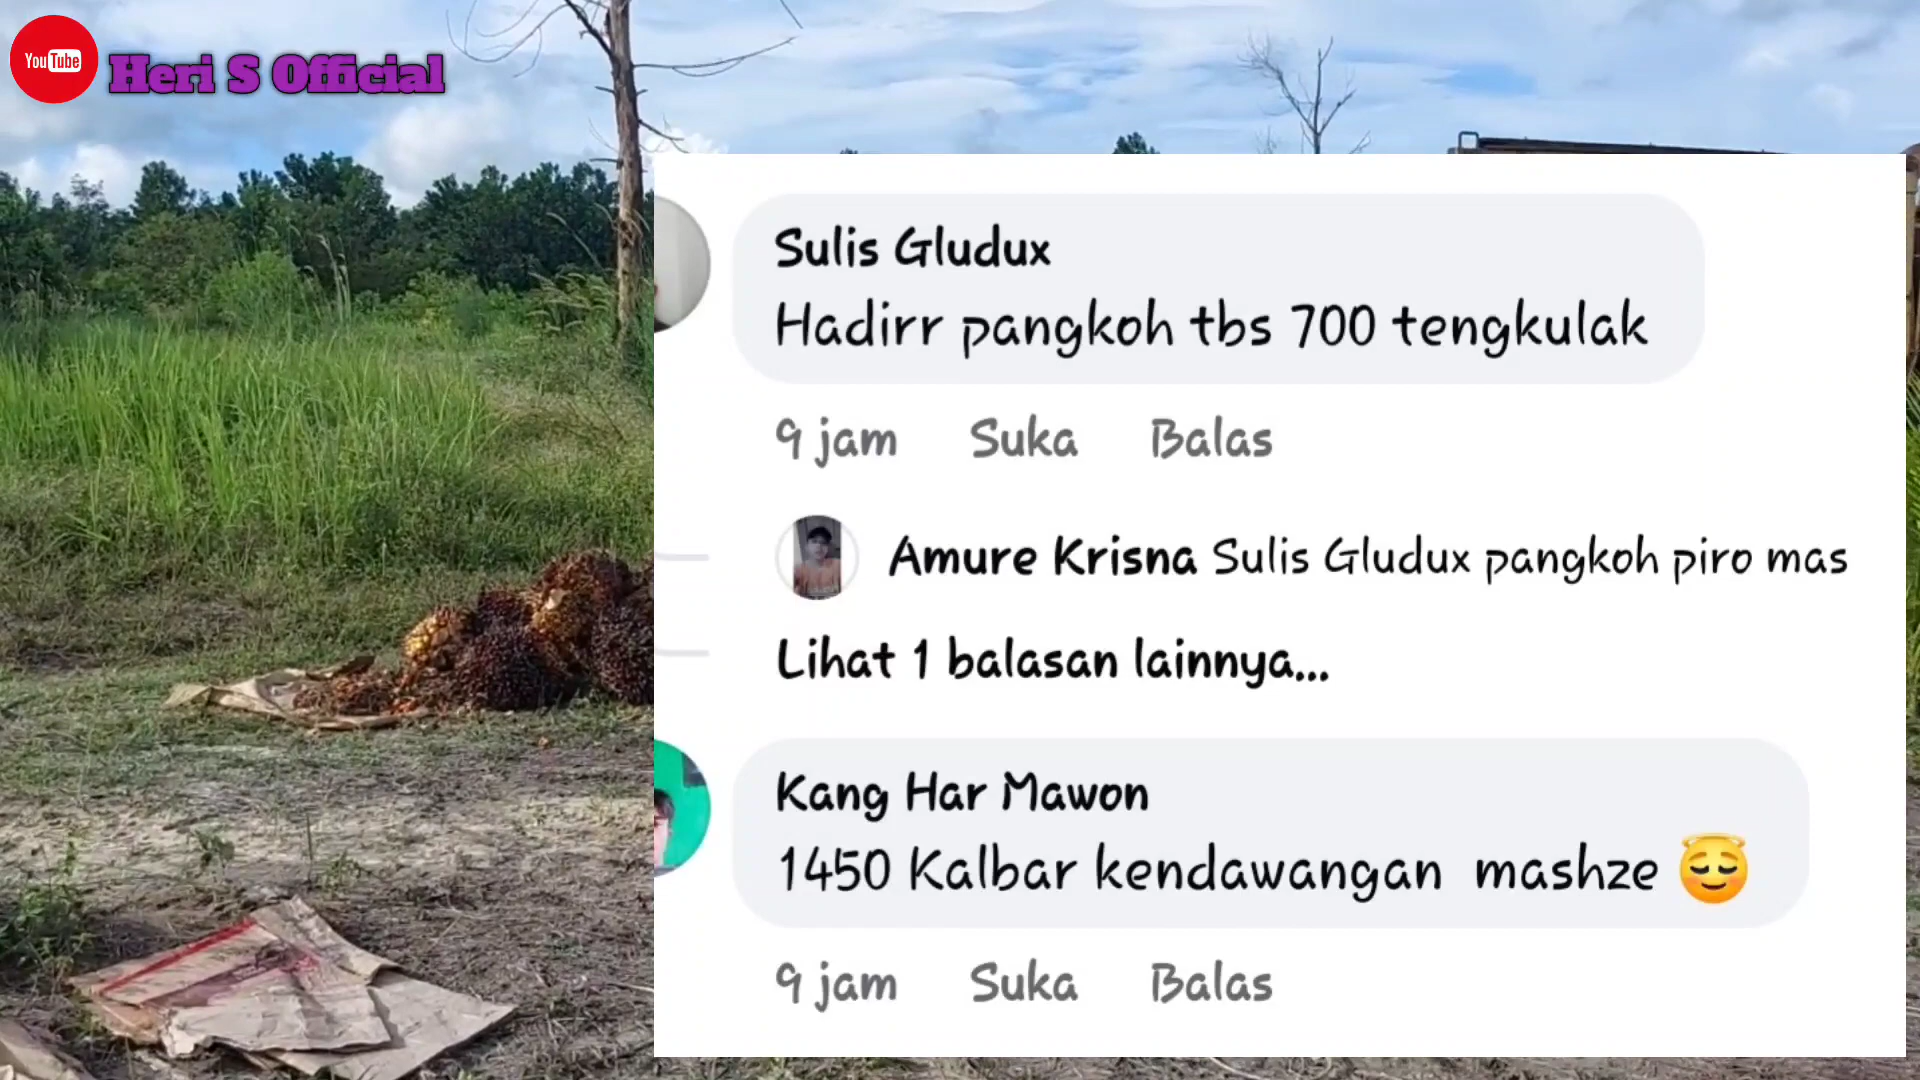 YouTube Heri S Official
Sulis Gludux
Hadirr pangkoh tbs 700 tengkulak
9 jam Suka Balas
Amure Krisna Sulis Gludux pangkoh piro mas
Lihat 1 balasan lainnya...
Kang Har Mawon
1450 Kalbar kendawangan mashze 😇
9 jam Suka Balas